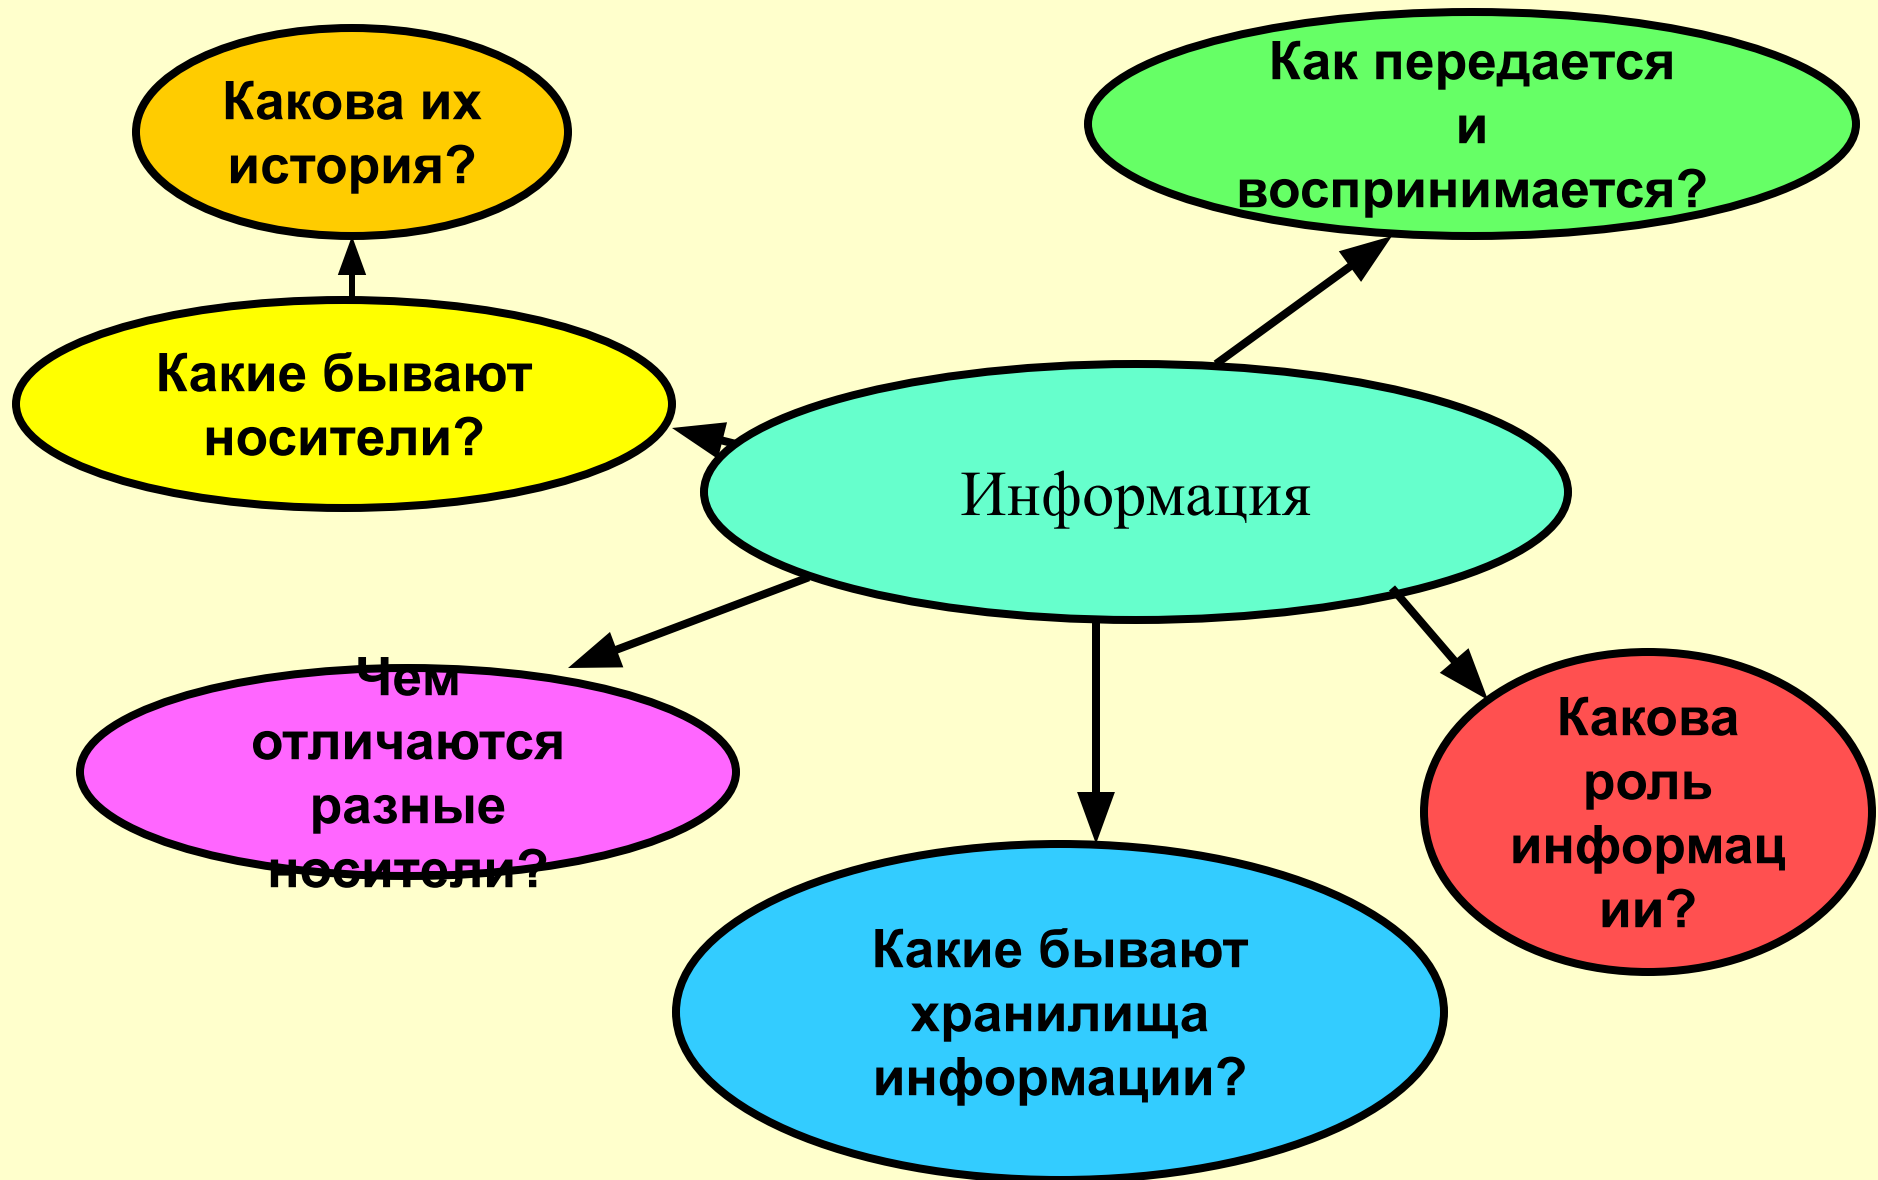 Какова их
история?
Как передается
и
воспринимается?
Какие бывают
носители?
Информация
Чем
отличаются
разные
носители?
Какова
роль
информац
ии?
Какие бывают
хранилища
информации?